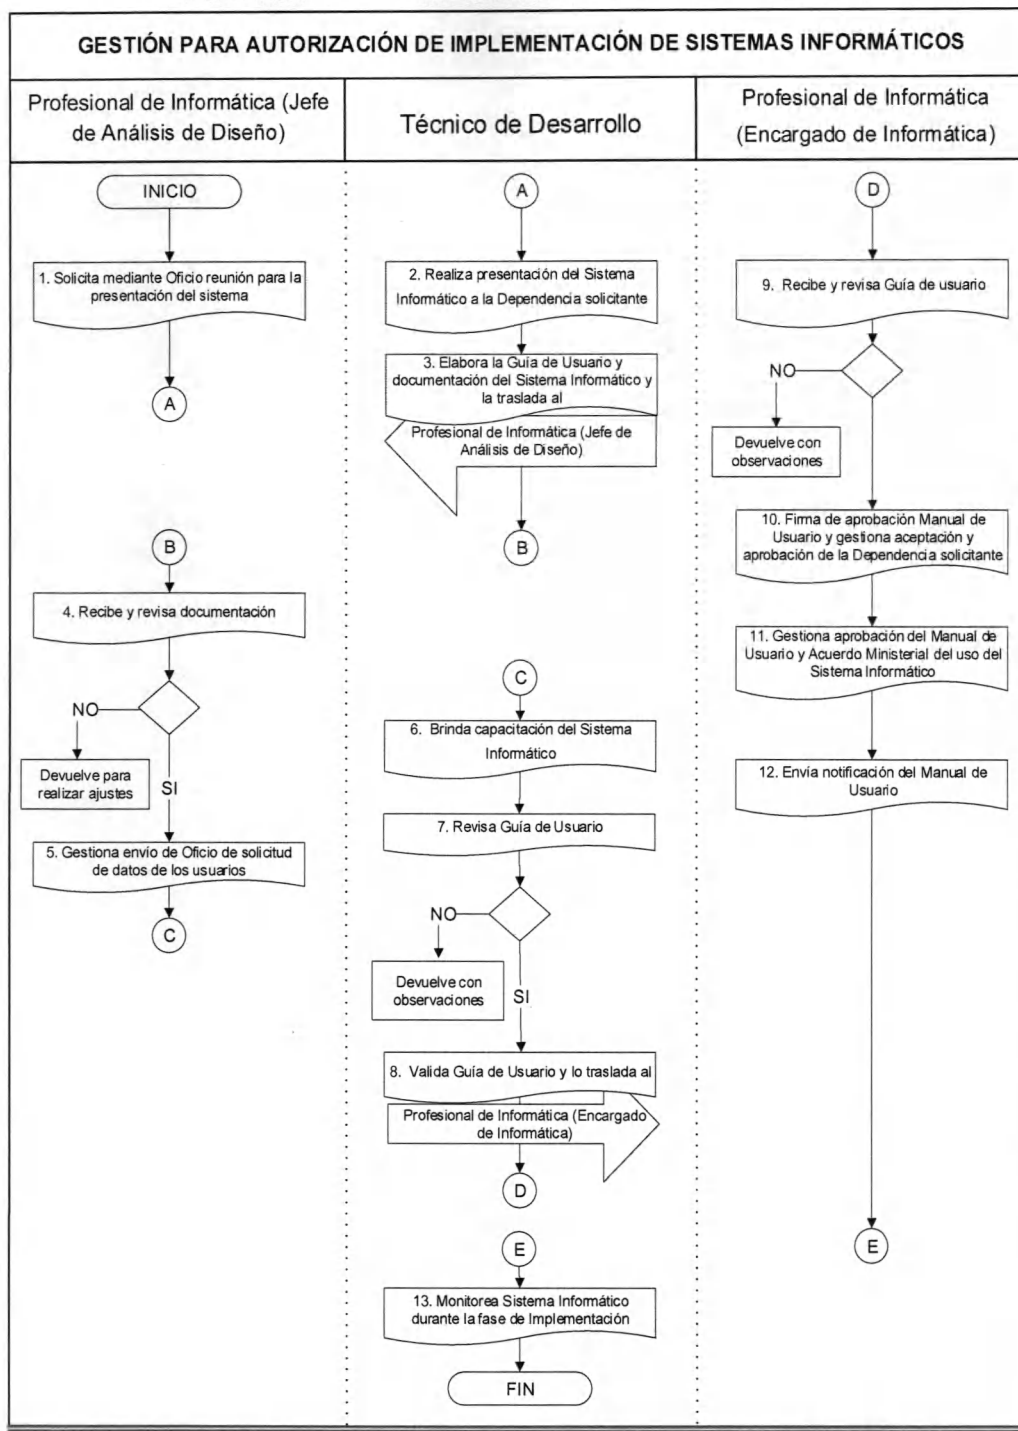 GESTIÓN PARA AUTORIZACIÓN DE IMPLEMENTACIÓN DE SISTEMAS INFORMÁTICOS
Profesional de Informática (Jefe
de Análisis de Diseño)
Técnico de Desarrollo
Profesional de Informática
(Encargado de Informática)
INICIO
1. Solicita mediante Oficio reunión para la
presentación del sistema
A
B
4. Recibe y revisa documentación
NO
Devuelve para
realizar ajustes
SI
5. Gestiona envío de Oficio de solicitud
de datos de los usuarios
C
A
2. Realiza presentación del Sistema
Informático a la Dependencia solicitante
3. Elabora la Guía de Usuario y
documentación del Sistema Informático y
la traslada al
Profesional de Informática (Jefe de
Análisis de Diseño)
B
C
6. Brinda capacitación del Sistema
Informático
7. Revisa Guía de Usuario
NO
Devuelve con
observaciones
SI
8. Valida Guía de Usuario y lo traslada al
Profesional de Informática (Encargado
de Informática)
D
E
13. Monitorea Sistema Informático
durante la fase de Implementación
FIN
D
9. Recibe y revisa Guía de usuario
NO
Devuelve con
observaciones
10. Firma de aprobación Manual de
Usuario y gestiona aceptación y
aprobación de la Dependencia solicitante
11. Gestiona aprobación del Manual de
Usuario y Acuerdo Ministerial del uso del
Sistema Informático
12. Envía notificación del Manual de
Usuario
E